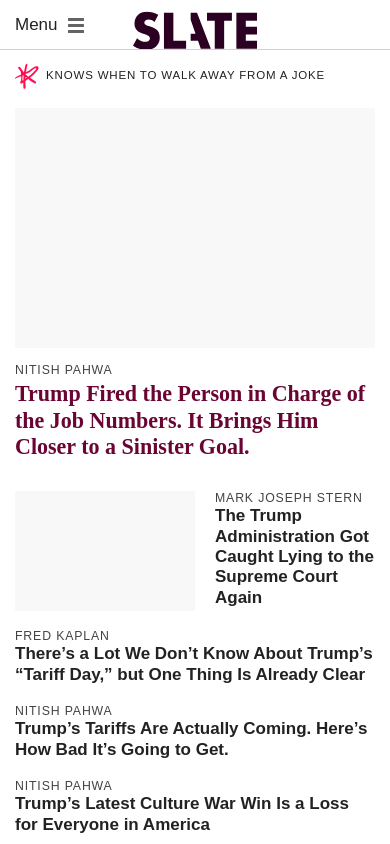 Menu
SLATE
KNOWS WHEN TO WALK AWAY FROM A JOKE
NITISH PAHWA
Trump Fired the Person in Charge of
the Job Numbers. It Brings Him
Closer to a Sinister Goal.
MARK JOSEPH STERN
The Trump
Administration Got
Caught Lying to the
Supreme Court
Again
FRED KAPLAN
There’s a Lot We Don’t Know About Trump’s
“Tariff Day,” but One Thing Is Already Clear
NITISH PAHWA
Trump’s Tariffs Are Actually Coming. Here’s
How Bad It’s Going to Get.
NITISH PAHWA
Trump’s Latest Culture War Win Is a Loss
for Everyone in America